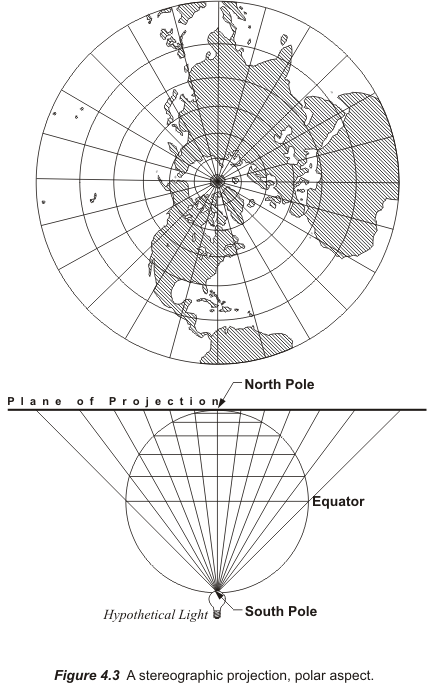 North Pole
Plane of Projection
Equator
South Pole
Hypothetical Light
Figure 4.3 A stereographic projection, polar aspect.